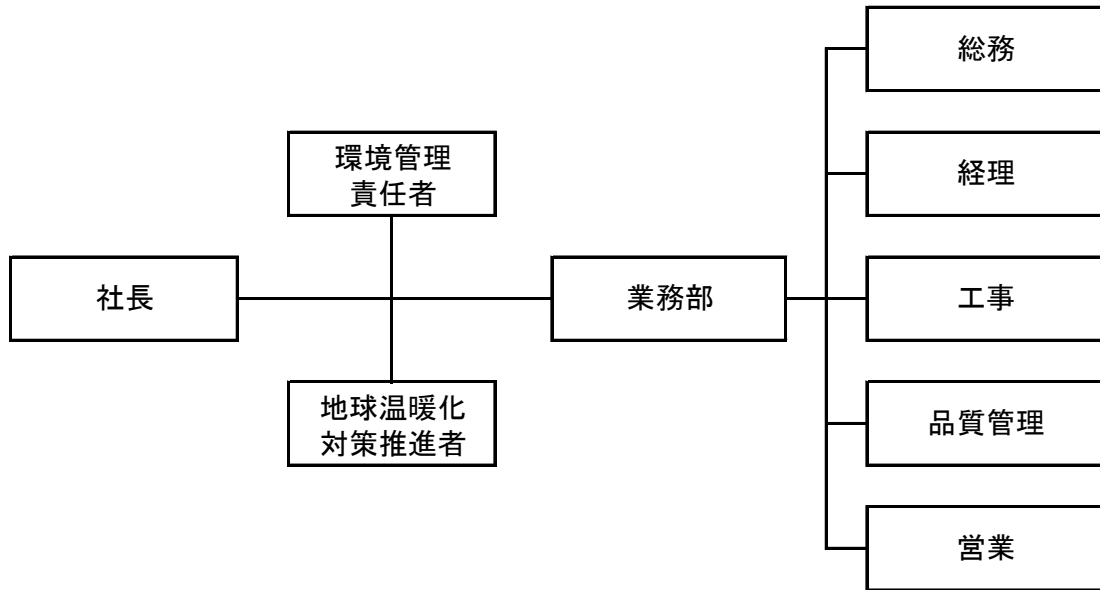 社長
環境管理
責任者
地球温暖化
対策推進者
業務部
総務
経理
工事
品質管理
営業